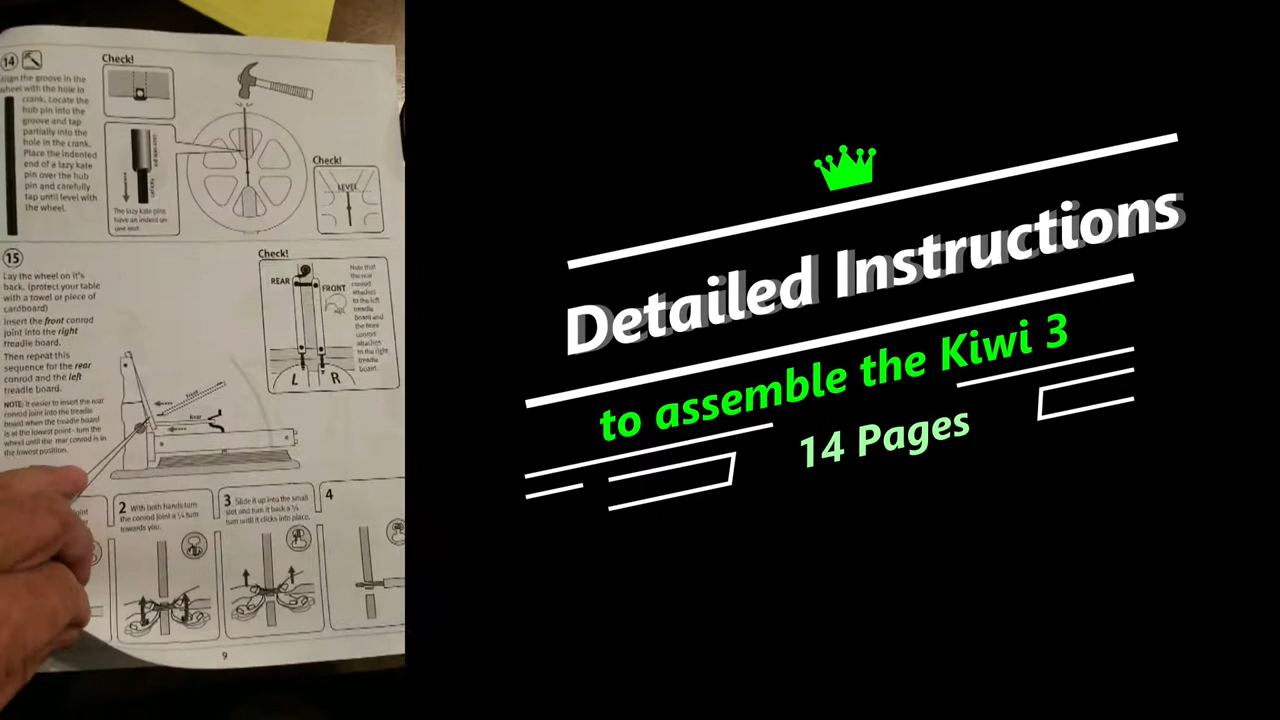 14
Check!
align the groove in the
wheel with the hole in
crank. Locate the
hub pin into the
groove and tap
partially into the
hole in the crank.
Place the indented
end of a lazy kate
pin over the hub
pin and carefully
tap until level with
the wheel.
The lazy kate pins
have an indent on
one end.
Check!
LEVEL
15
Lay the wheel on it's
back. (protect your table
with a towel or piece of
cardboard)
Insert the front conrod
joint into the right
treadle board.
Then repeat this
sequence for the rear
conrod and the left
treadle board.
NOTE: It easier to insert the rear
conrod joint into the treadle
board when the treadle board
is at the lowest point - turn the
wheel until the rear conrod is in
the lowest position.
Check!
REAR
FRONT
Note that
the rear
conrod
attaches
to the left
treadle
board and
the front
conrod
attaches
to the right
treadle
board.
L R
Front
Rear
joint
2 With both hands turn
the conrod joint a ¼ turn
towards you.
3 Slide it up into the small
slot and turn it back a ¼
turn until it clicks into place.
4
9
Detailed Instructions
to assemble the Kiwi 3
14 Pages